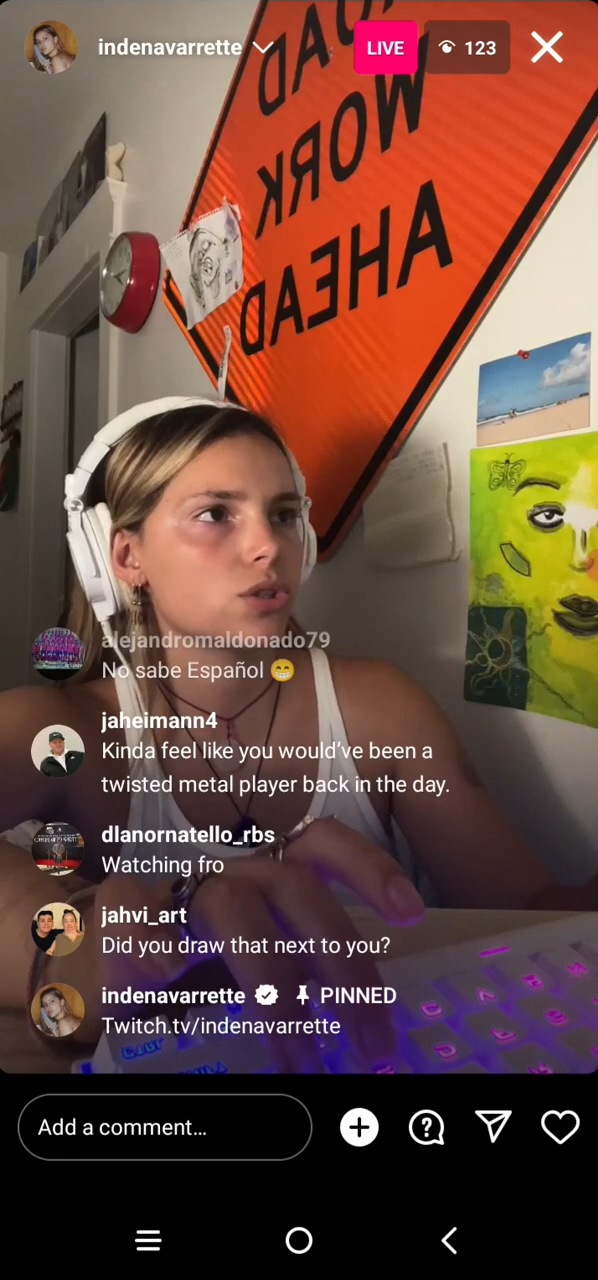 indenavarrette
LIVE
123
ROAD
WORK
AHEAD
alejandromaldonado79
No sabe Español 😁
jaheimann4
Kinda feel like you would've been a
twisted metal player back in the day.
dlanornatello_rbs
Watching fro
jahvi_art
Did you draw that next to you?
indenavarrette PINNED
Twitch.tv/indenavarrette
Add a comment...